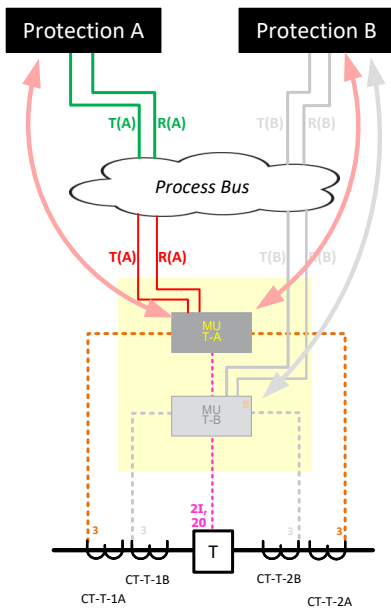 Protection A
Protection B
T(A) R(A)
T(B) R(B)
Process Bus
T(A) R(A)
T(B) R(B)
MU
T-A
B
MU
T-B
2I,
20
3
3
3
3
T
CT-T-1B
CT-T-2B
CT-T-1A
CT-T-2A